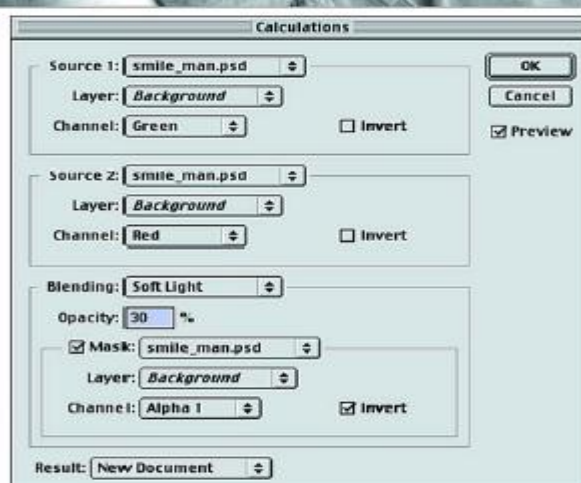 Calculations
Source 1: smile_man.psd
OK
Layer: Background
Cancel
Channel: Green
Invert
Preview
Source 2: smile_man.psd
Layer: Background
Channel: Red
Invert
Blending: Soft Light
Opacity: 30 %
Mask: smile_man.psd
Layer: Background
Channel: Alpha 1
Invert
Result: New Document